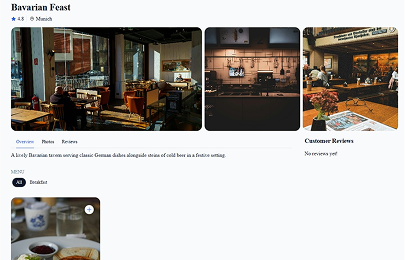 Bavarian Feast
4.8 Munich
Overview Photos Reviews
A lively Bavarian tavern serving classic German dishes alongside steins of cold beer in a festive setting.
Customer Reviews
No reviews yet!
MENU
All Breakfast